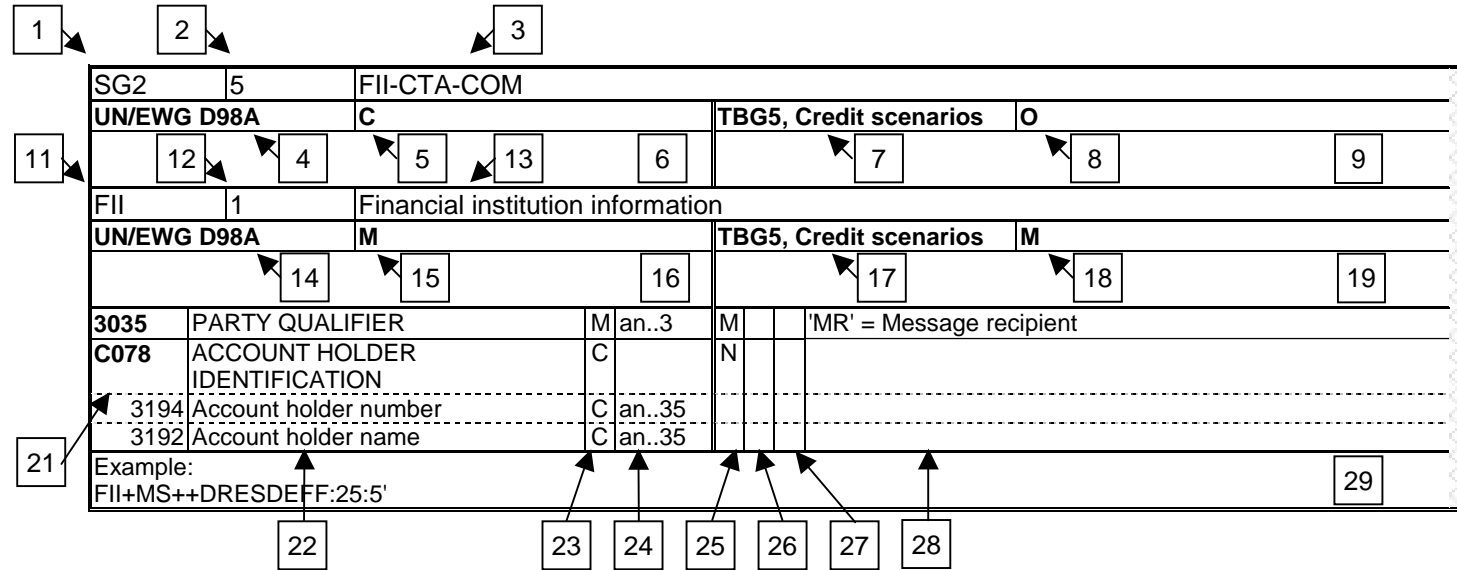 1 2 3
SG2 5 FII-CTA-COM
UN/EWG D98A C TBG5, Credit scenarios O
11 12 4 5 13 6 7 8 9
FII 1 Financial institution information
UN/EWG D98A M TBG5, Credit scenarios M
14 15 16 17 18 19
3035 PARTY QUALIFIER M an..3 M 'MR' = Message recipient
C078 ACCOUNT HOLDER C N
IDENTIFICATION
3194 Account holder number C an..35
3192 Account holder name C an..35
21 Example:
29
FII+MS++DRESDEFF:25:5'
22 23 24 25 26 27 28